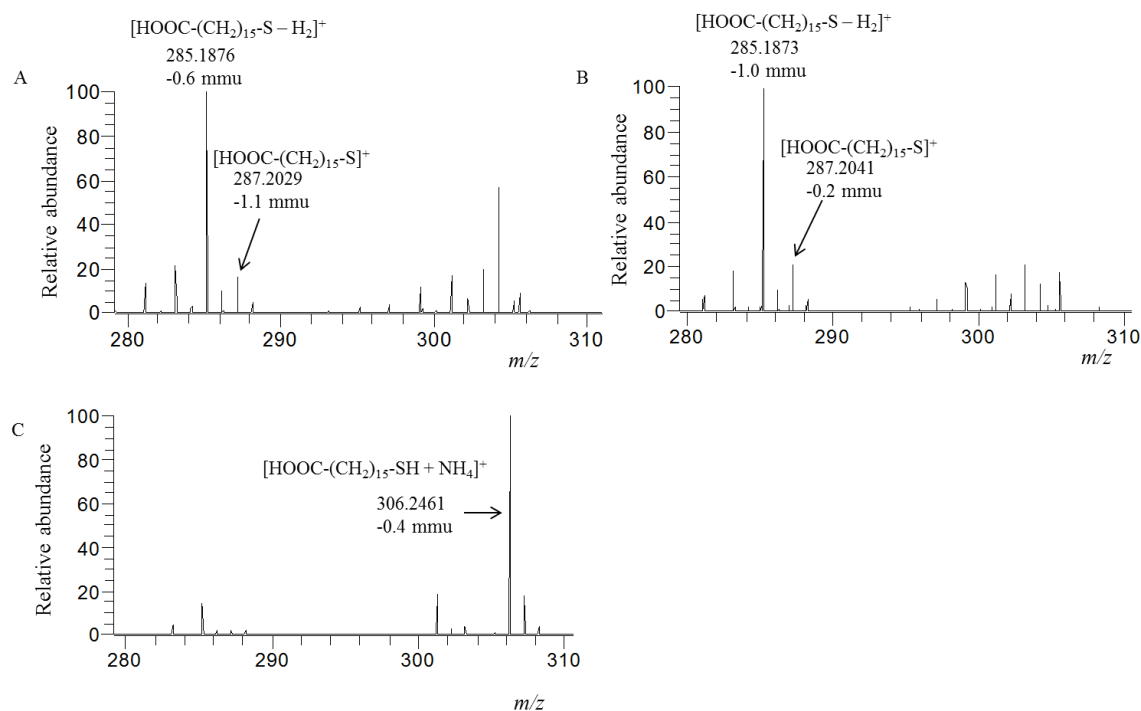 [HOOC-(CH₂)₁₅-S – H₂]⁺
285.1876
-0.6 mmu
A
[HOOC-(CH₂)₁₅-S]⁺
287.2029
-1.1 mmu
Relative abundance
100
80
60
40
20
0
280
290
300
310
m/z
[HOOC-(CH₂)₁₅-S – H₂]⁺
285.1873
-1.0 mmu
B
[HOOC-(CH₂)₁₅-S]⁺
287.2041
-0.2 mmu
Relative abundance
100
80
60
40
20
0
280
290
300
310
m/z
C
[HOOC-(CH₂)₁₅-SH + NH₄]⁺
306.2461
-0.4 mmu
Relative abundance
100
80
60
40
20
0
280
290
300
310
m/z